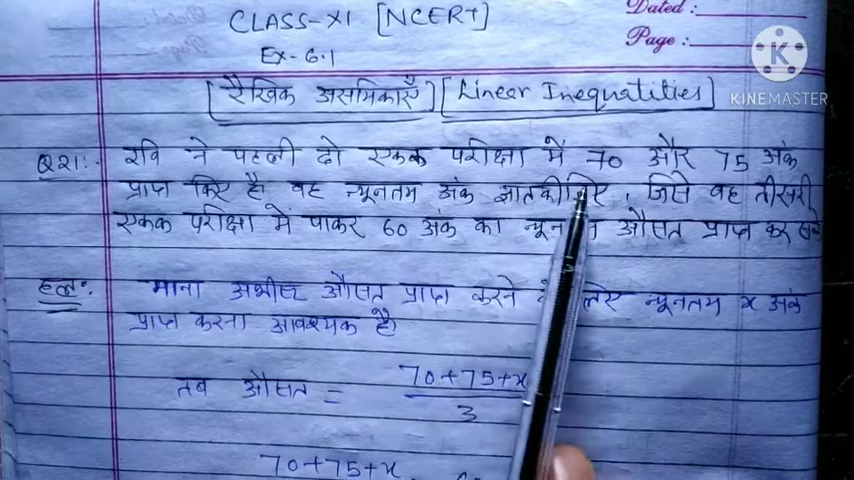 CLASS-XI [NCERT]
Dated:
Page:
Ex-6.1
KINEMASTER
[रैखिक असमिकाएँ] [Linear Inequatities]
Q21:. रवि ने पहली दो एकक परीक्षा में 70 और 75 अंक
प्राप्त किए है। वह न्यूनतम अंक ज्ञातकीजिए, जिसे वह तीसरी
एकक परीक्षा में पाकर 60 अंक का औसत प्राप्त कर सके
हल:. माना अभीष्ट औसत प्राप्त करने लिए न्यूनतम x अंक
प्राप्त करना आवश्यक है
तब औसत = 70+75+x
3
70+75+x